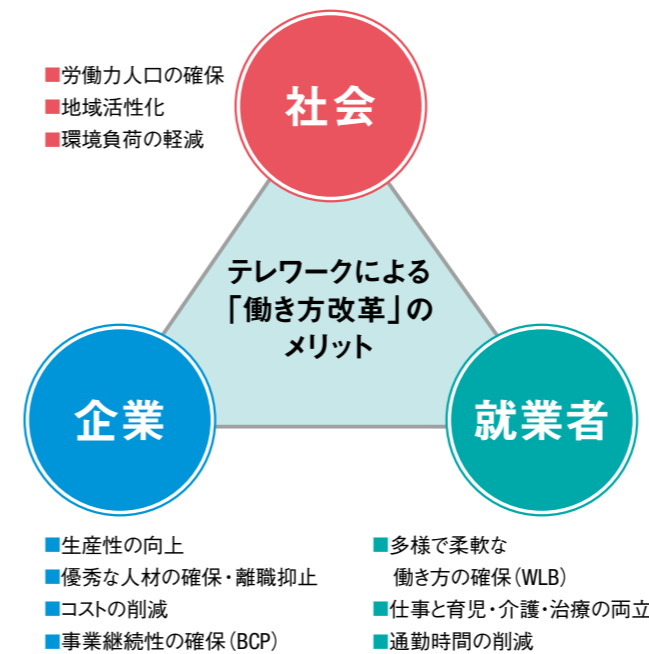 ■労働力人口の確保
■地域活性化
■環境負荷の軽減
社会
テレワークによる
「働き方改革」の
メリット
企業
就業者
■生産性の向上
■優秀な人材の確保・離職抑止
■コストの削減
■事業継続性の確保(BCP)
■多様で柔軟な
働き方の確保(WLB)
■仕事と育児・介護・治療の両立
■通勤時間の削減